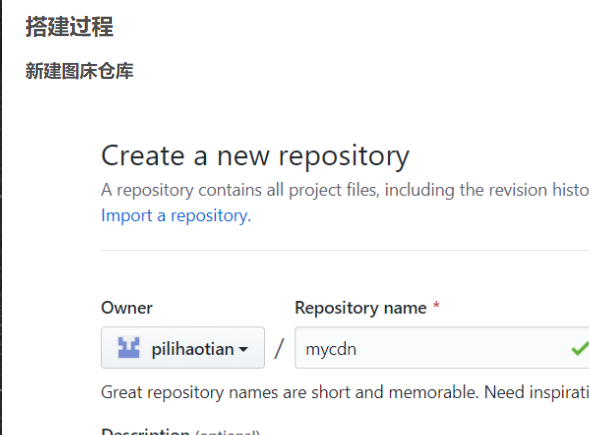 搭建过程
新建图床仓库
Create a new repository
A repository contains all project files, including the revision histo
Import a repository.
Owner
Repository name *
pilihaotian / mycdn
Great repository names are short and memorable. Need inspirati
Description (optional)